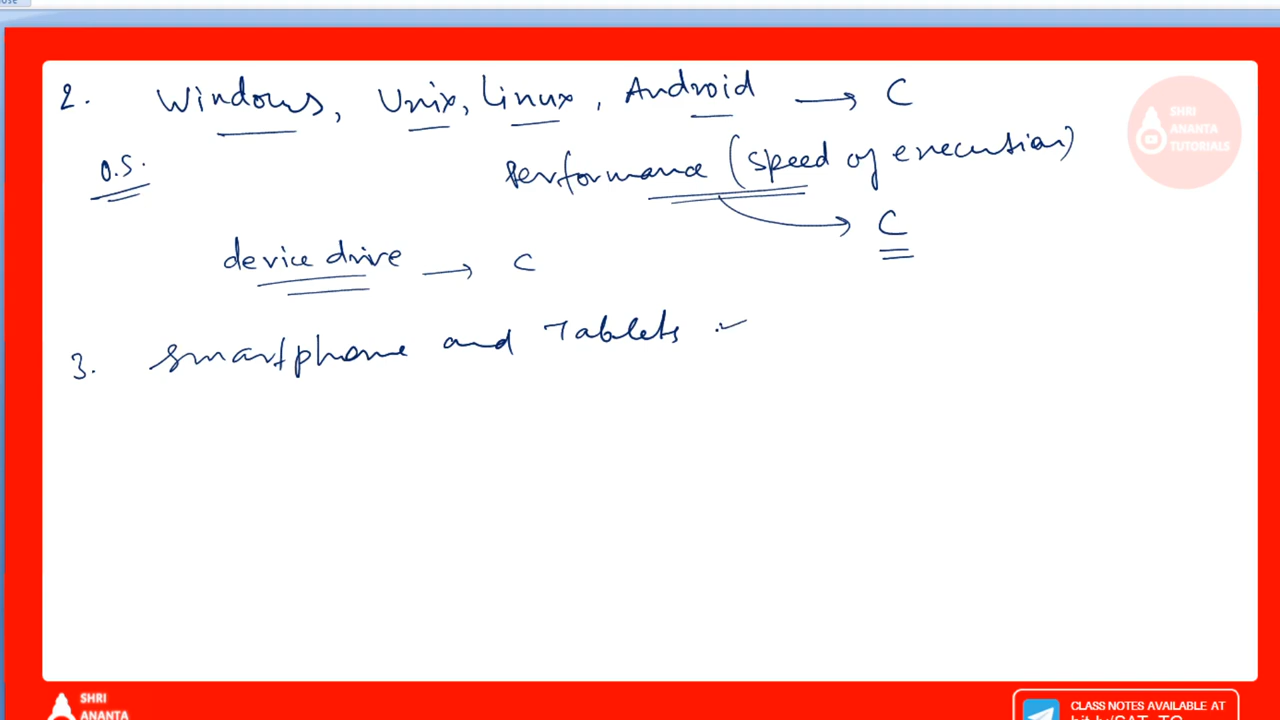 2. Windows, Unix, Linux, Android → C
SHRI
ANANTA
TUTORIALS
O.S.
Performance (speed of execution)
→ C
device drive → C
3. Smartphone and Tablets
SHRI
ANANTA
CLASS NOTES AVAILABLE AT